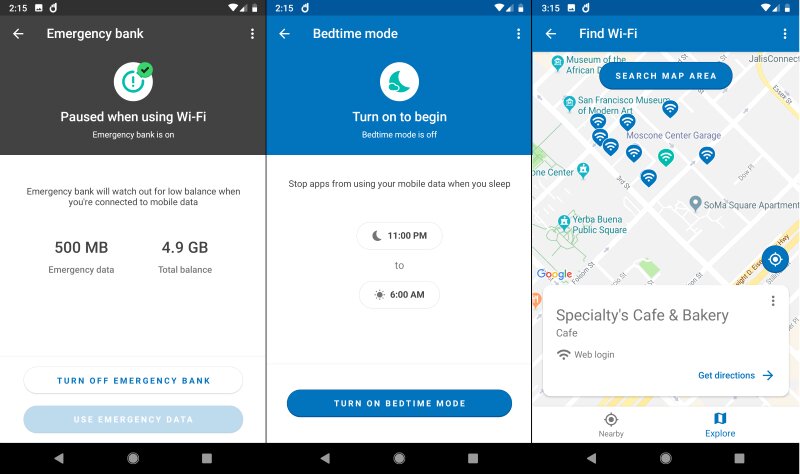 2:15
Emergency bank
Paused when using Wi-Fi
Emergency bank is on
Emergency bank will watch out for low balance when
you're connected to mobile data
500 MB
4.9 GB
Emergency data
Total balance
TURN OFF EMERGENCY BANK
USE EMERGENCY DATA
2:15
Bedtime mode
Turn on to begin
Bedtime mode is off
Stop apps from using your mobile data when you sleep
11:00 PM
to
6:00 AM
TURN ON BEDTIME MODE
3:15
Find Wi-Fi
Museum of the
African D
JalisConnect
SEARCH MAP AREA
Essex St
San Francisco Museum
of Modern Art
Moscone Center Garage
one Center
3rd St
Dow Pl
SoMa Square Apartment
Yerba Buena
Public Square
Folsom St
Google
Specialty's Cafe & Bakery
Cafe
Web login
Get directions
Nearby
Explore